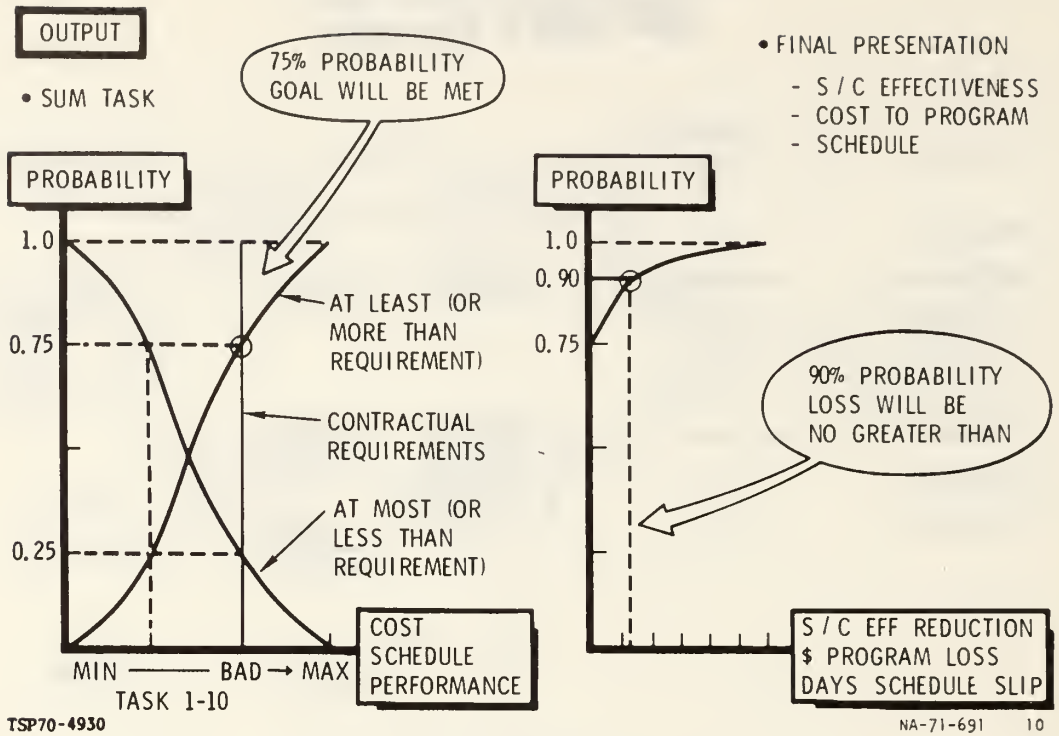 OUTPUT
• SUM TASK
75% PROBABILITY
GOAL WILL BE MET
PROBABILITY
1.0
0.75
0.25
AT LEAST (OR
MORE THAN
REQUIREMENT)
CONTRACTUAL
REQUIREMENTS
AT MOST (OR
LESS THAN
REQUIREMENT)
MIN
BAD
MAX
TASK 1-10
COST
SCHEDULE
PERFORMANCE
• FINAL PRESENTATION
- S/C EFFECTIVENESS
- COST TO PROGRAM
- SCHEDULE
PROBABILITY
1.0
0.90
0.75
90% PROBABILITY
LOSS WILL BE
NO GREATER THAN
S/C EFF REDUCTION
$ PROGRAM LOSS
DAYS SCHEDULE SLIP
TSP70-4930
NA-71-691 10